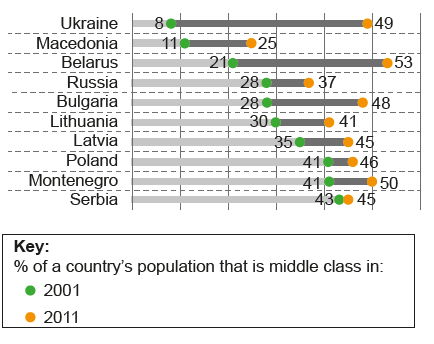 Ukraine 8 49
Macedonia 11 25
Belarus 21 53
Russia 28 37
Bulgaria 28 48
Lithuania 30 41
Latvia 35 45
Poland 41 46
Montenegro 41 50
Serbia 43 45
Key:
% of a country's population that is middle class in:
2001
2011